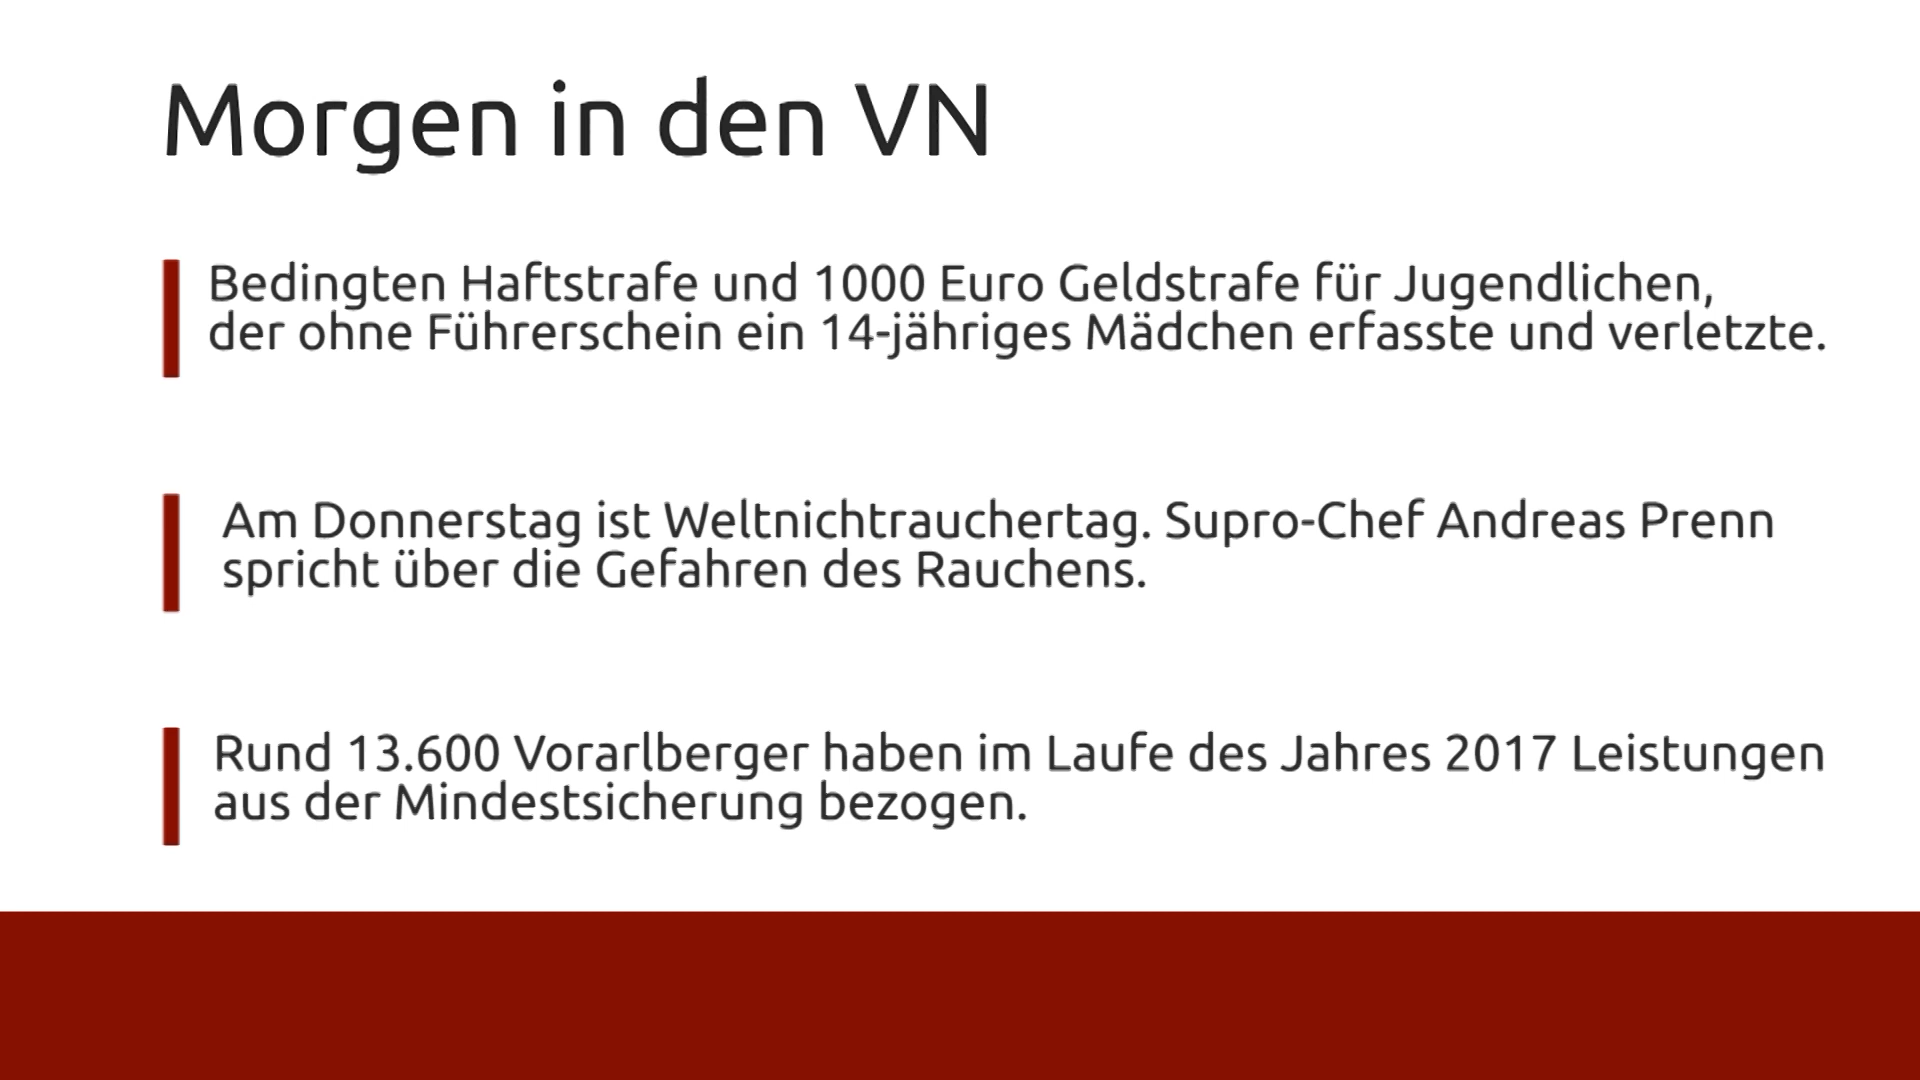 Morgen in den VN
Bedingten Haftstrafe und 1000 Euro Geldstrafe für Jugendlichen,
der ohne Führerschein ein 14-jähriges Mädchen erfasste und verletzte.
Am Donnerstag ist Weltnichtrauchertag. Supro-Chef Andreas Prenn
spricht über die Gefahren des Rauchens.
Rund 13.600 Vorarlberger haben im Laufe des Jahres 2017 Leistungen
aus der Mindestsicherung bezogen.